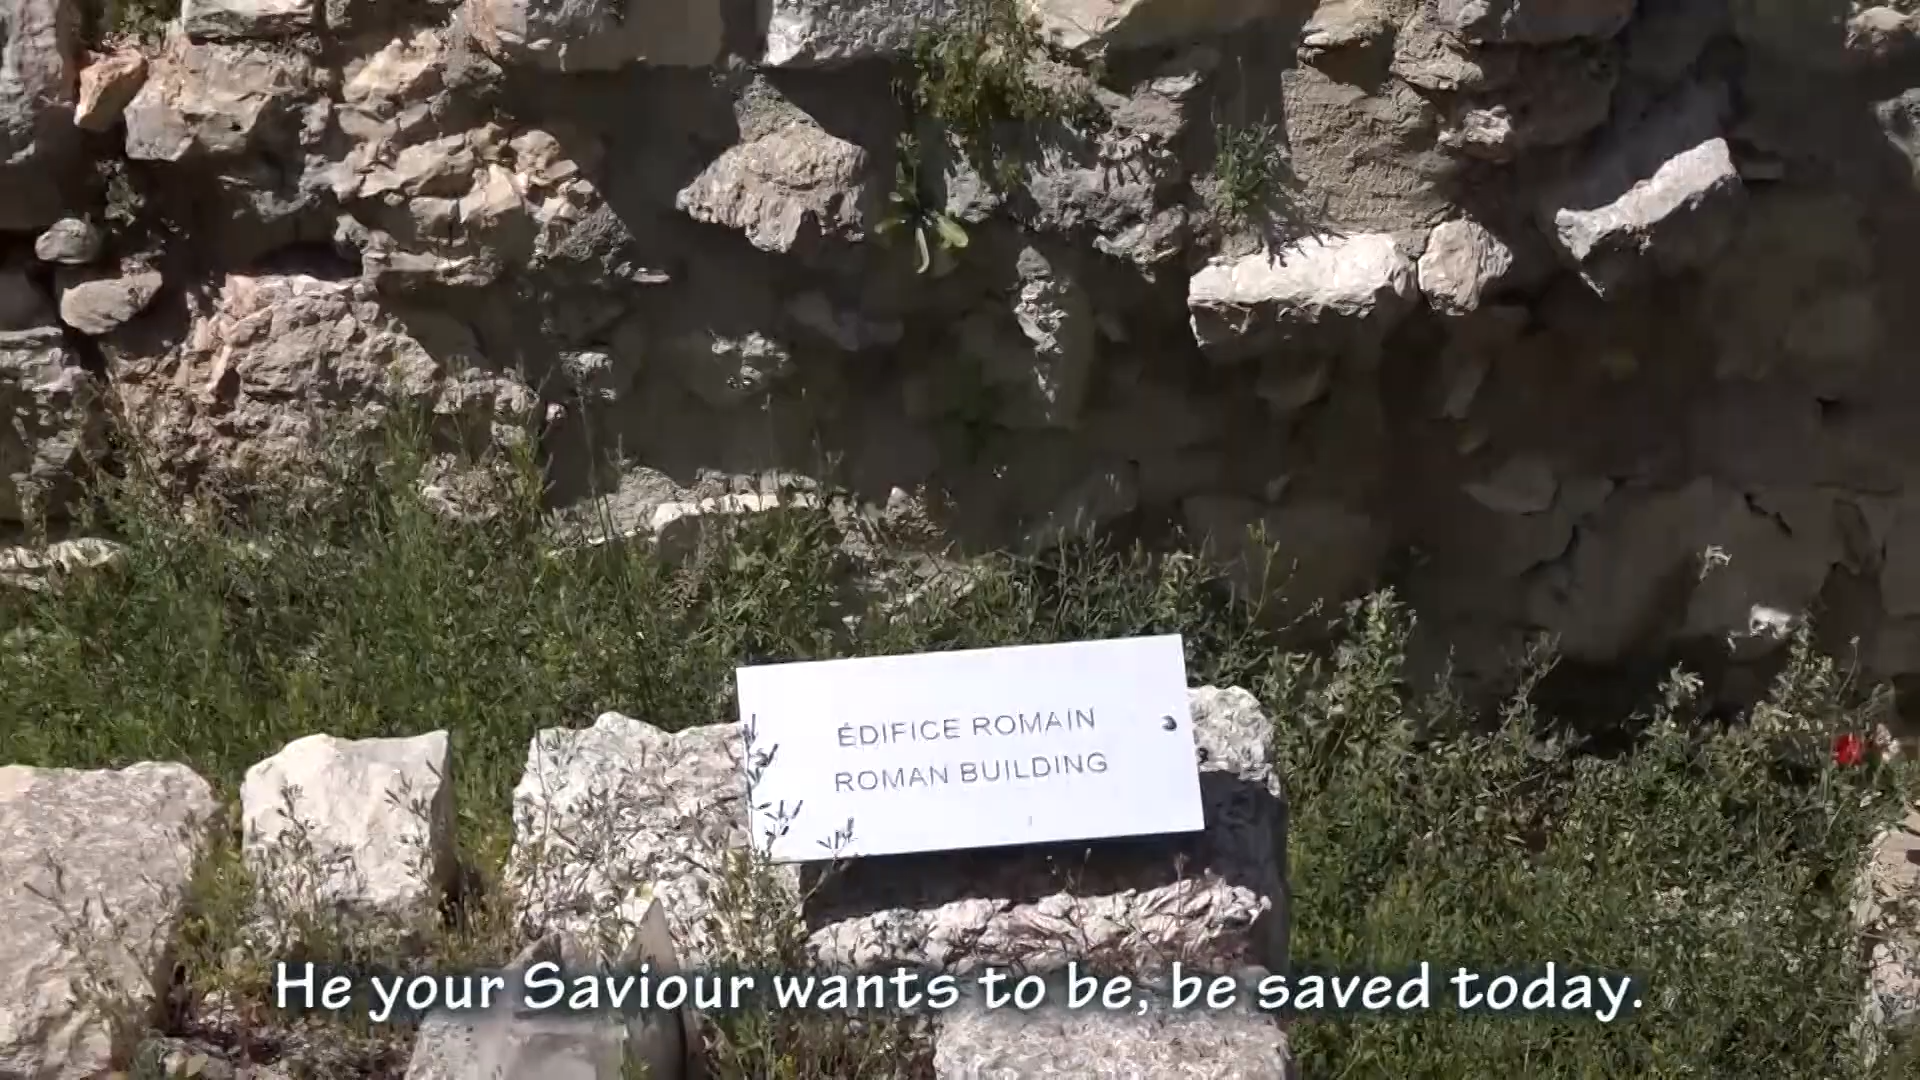 ÉDIFICE ROMAIN
ROMAN BUILDING
He your Saviour wants to be, be saved today.